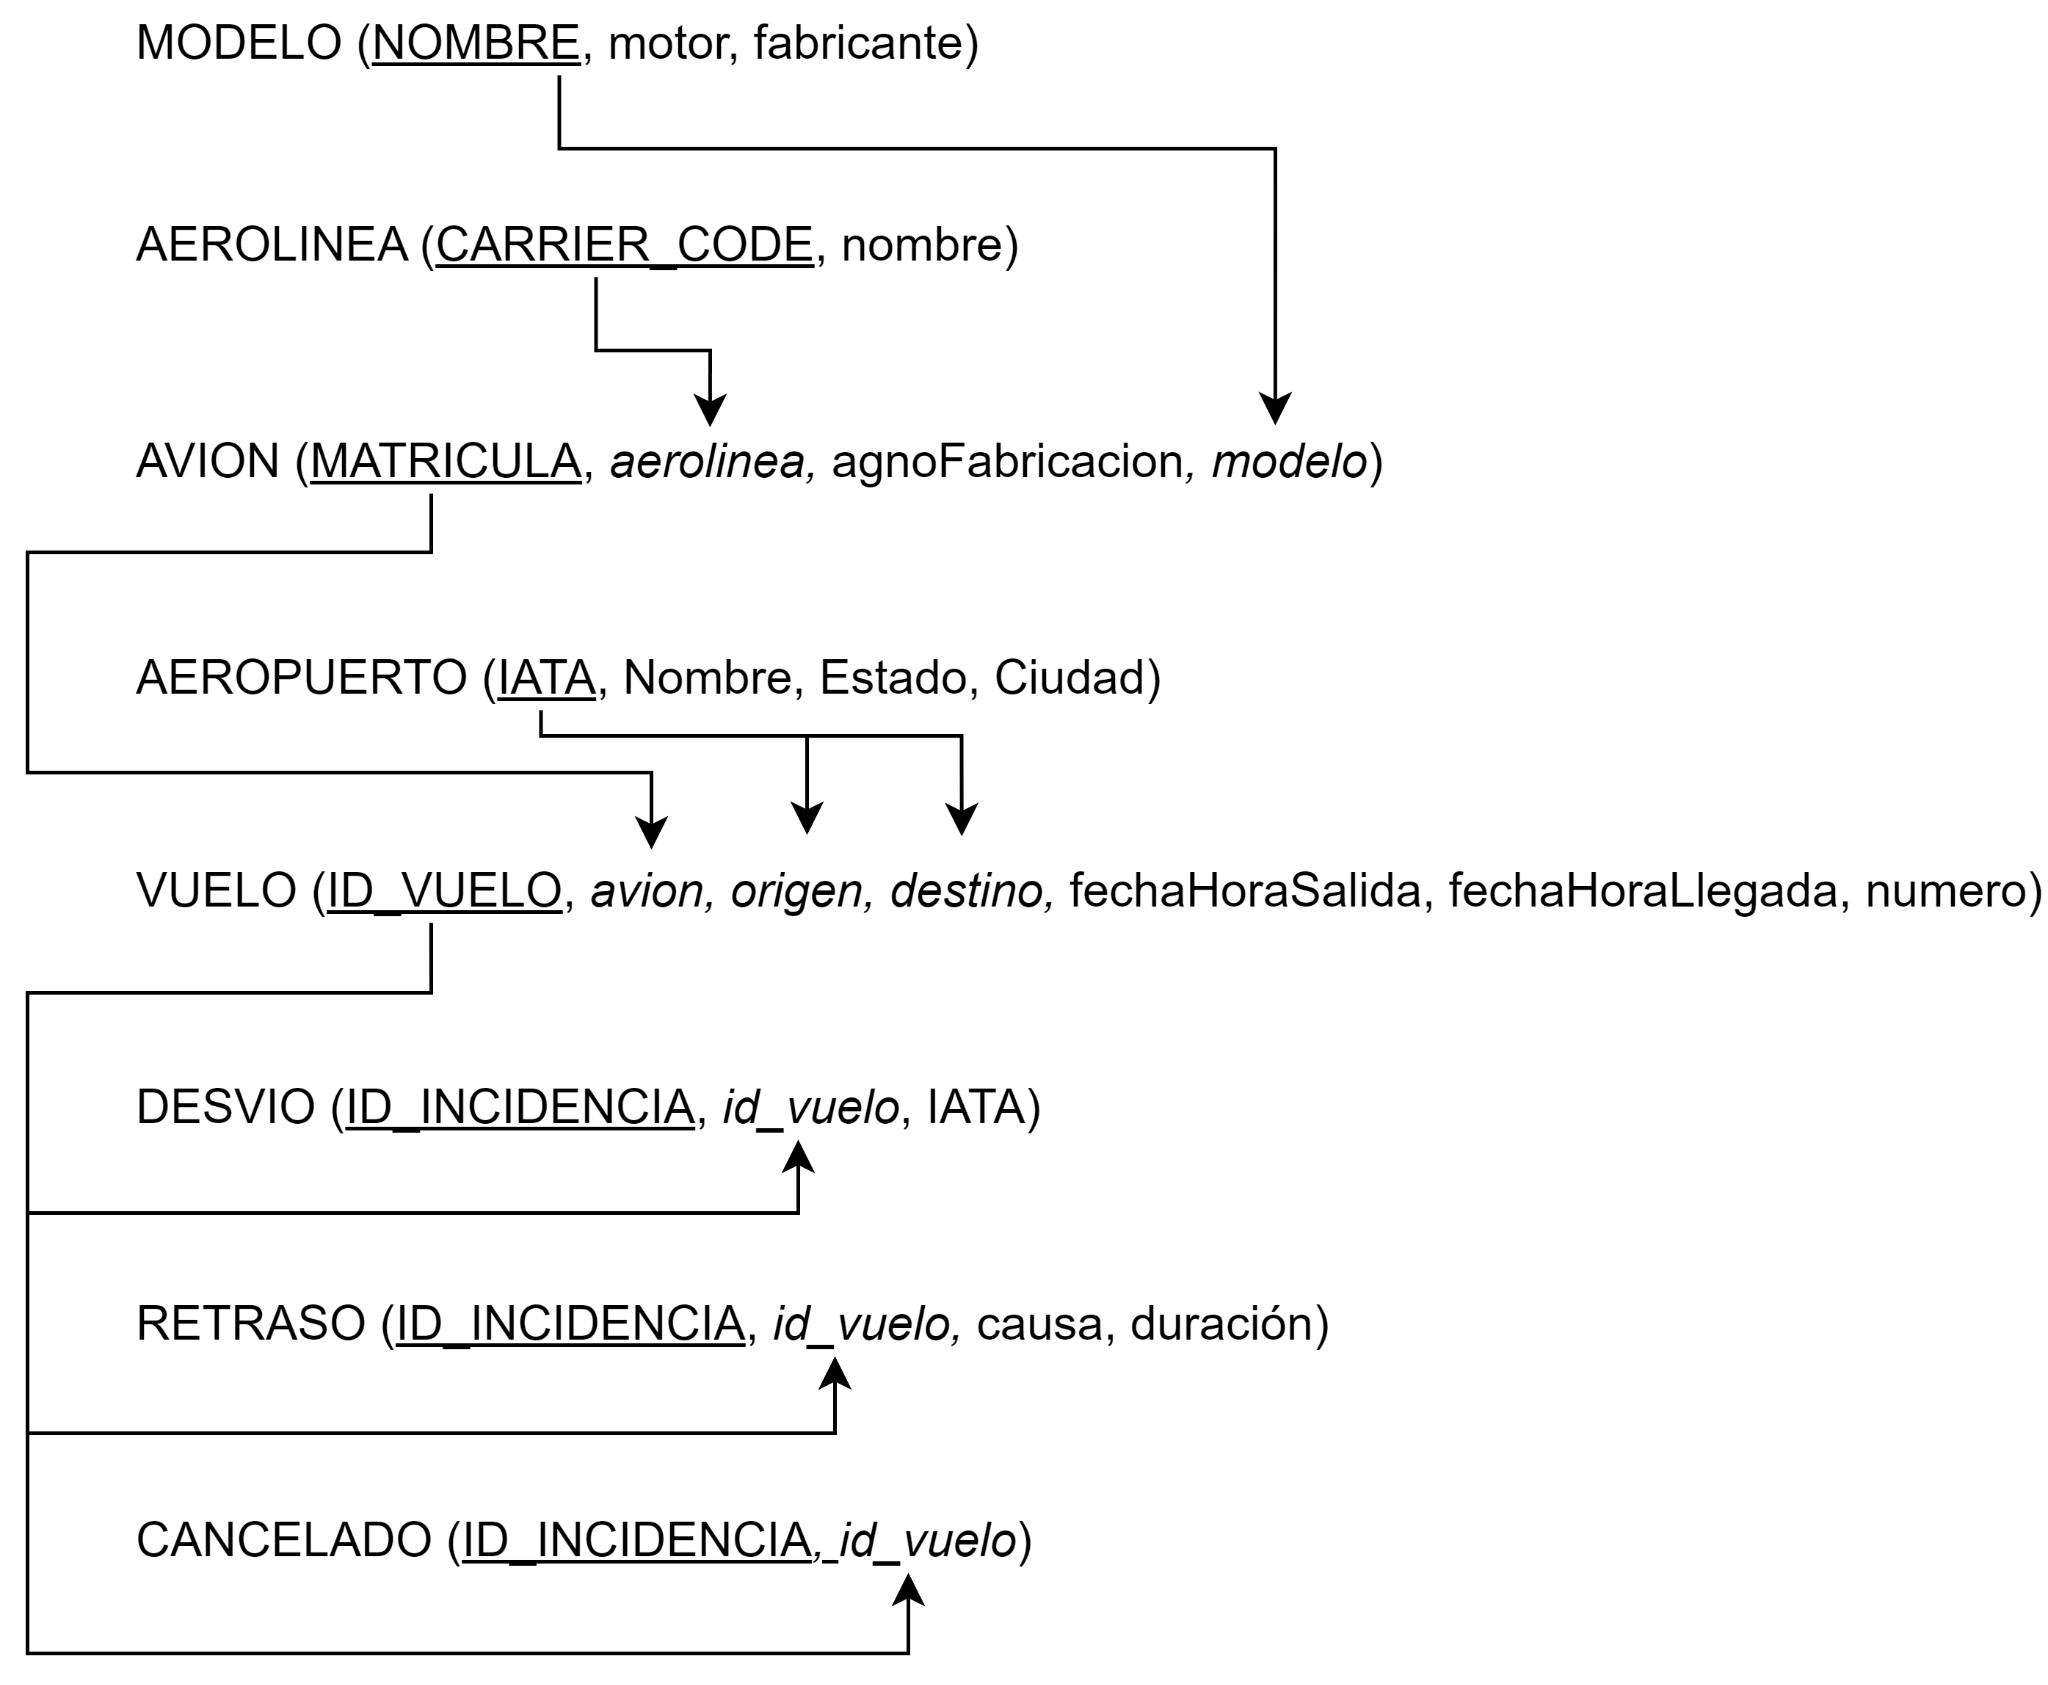 MODELO (NOMBRE, motor, fabricante)
AEROLINEA (CARRIER_CODE, nombre)
AVION (MATRICULA, aerolinea, agnoFabricacion, modelo)
AEROPUERTO (IATA, Nombre, Estado, Ciudad)
VUELO (ID_VUELO, avion, origen, destino, fechaHoraSalida, fechaHoraLlegada, numero)
DESVIO (ID_INCIDENCIA, id_vuelo, IATA)
RETRASO (ID_INCIDENCIA, id_vuelo, causa, duración)
CANCELADO (ID_INCIDENCIA, id_vuelo)